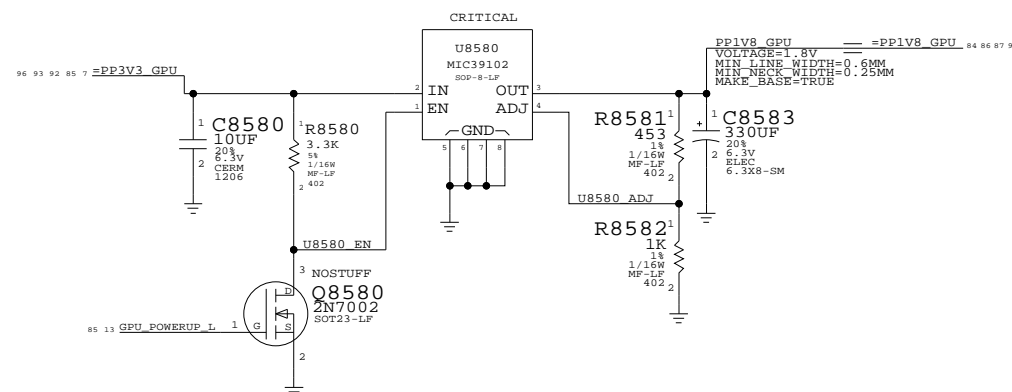 CRITICAL
U8580
MIC39102
SOP-8-LF
2 IN OUT 3
1 EN ADJ 4
GND
5 6 7 8
96 93 92 85 7 =PP3V3_GPU
PP1V8_GPU =PP1V8_GPU 84 86 87 9
VOLTAGE=1.8V
MIN_LINE_WIDTH=0.6MM
MIN_NECK_WIDTH=0.25MM
MAKE_BASE=TRUE
1 C8580
10UF
20%
2 6.3V
CERM
1206
1 R8580
3.3K
5%
1/16W
MF-LF
2 402
R8581 1
453
1%
1/16W
MF-LF
402 2
1 C8583
+ 330UF
20%
2 6.3V
ELEC
6.3X8-SM
U8580_ADJ
R8582 1
1K
1%
1/16W
MF-LF
402 2
U8580_EN
3 NOSTUFF
D Q8580
2N7002
SOT23-LF
85 13 GPU_POWERUP_L 1 G S
2